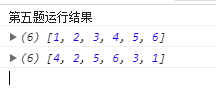 第五题运行结果
▶ (6) [1, 2, 3, 4, 5, 6]
▶ (6) [4, 2, 5, 6, 3, 1]